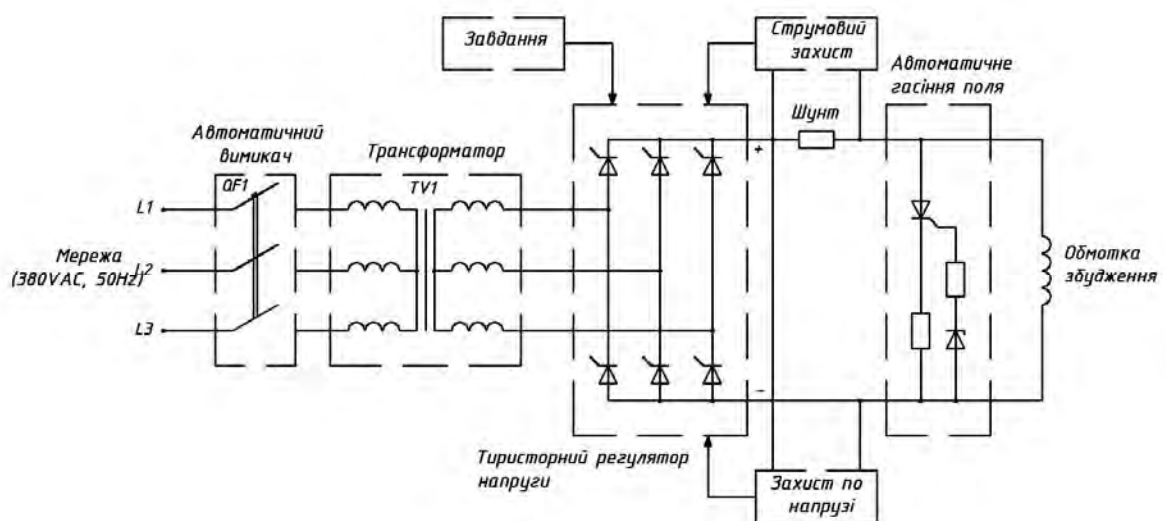 Завдання
Струмовий
захист
Автоматичне
гасіння поля
Шунт
Автоматичний
вимикач
Трансформатор
QF1
TV1
+
L1
Мережа
L2
(380VAC, 50Hz)
Обмотка
збудження
L3
−
Тиристорний регулятор
напруги
Захист по
напрузі